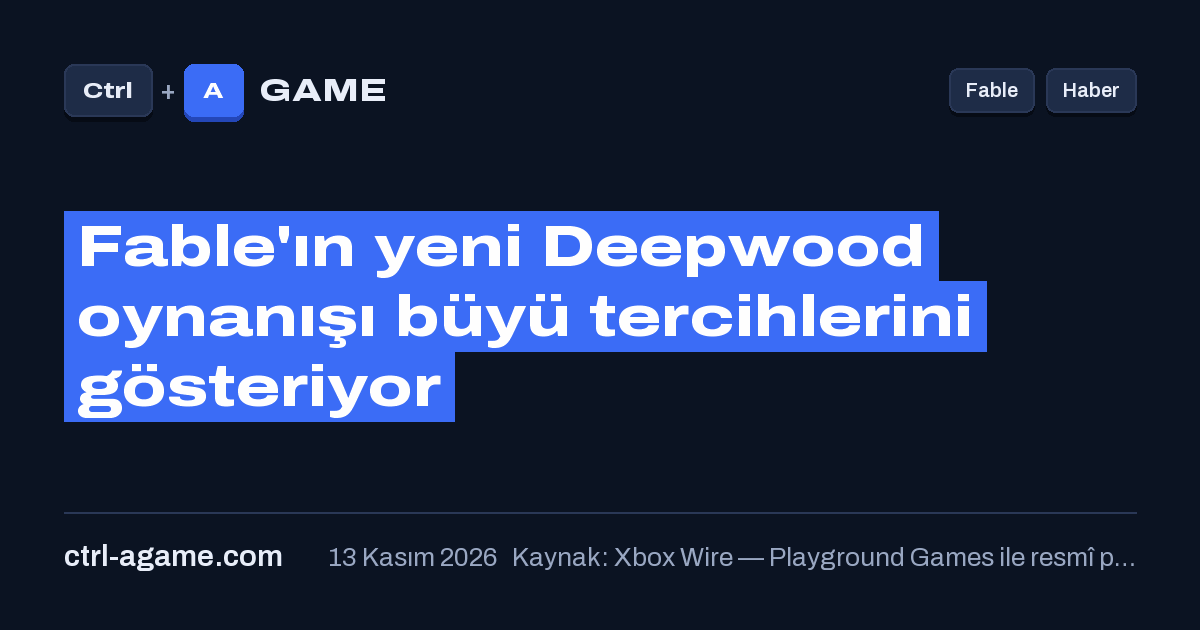 Ctrl + A GAME
Fable Haber
Fable'ın yeni Deepwood
oynanışı büyü tercihlerini
gösteriyor
ctrl-agame.com 13 Kasım 2026 Kaynak: Xbox Wire — Playground Games ile resmî p…